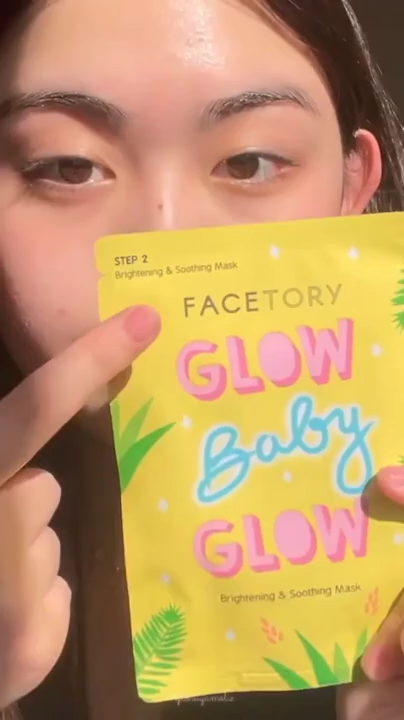 STEP 2
Brightening & Soothing Mask
FACETORY
GLOW
Baby
GLOW
Brightening & Soothing Mask